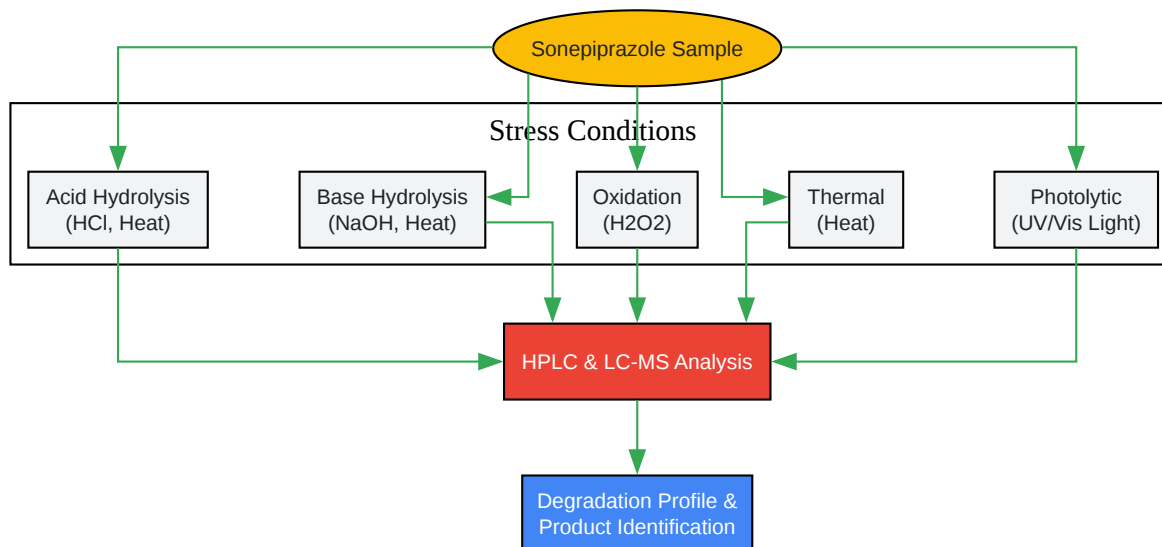 Sonepiprazole Sample
Stress Conditions
Acid Hydrolysis
(HCl, Heat)
Base Hydrolysis
(NaOH, Heat)
Oxidation
(H2O2)
Thermal
(Heat)
Photolytic
(UV/Vis Light)
HPLC & LC-MS Analysis
Degradation Profile &
Product Identification